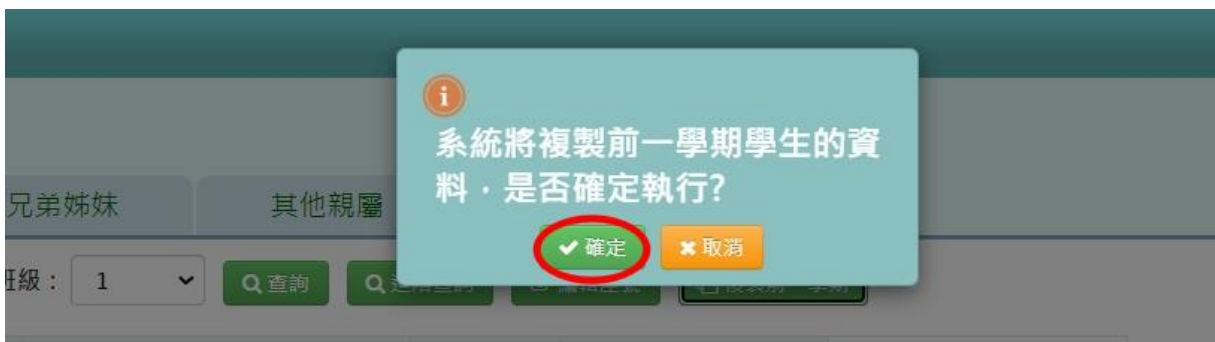 系統將複製前一學期學生的資
料，是否確定執行?
確定 取消
兄弟姊妹 其他親屬
班級： 1 查詢